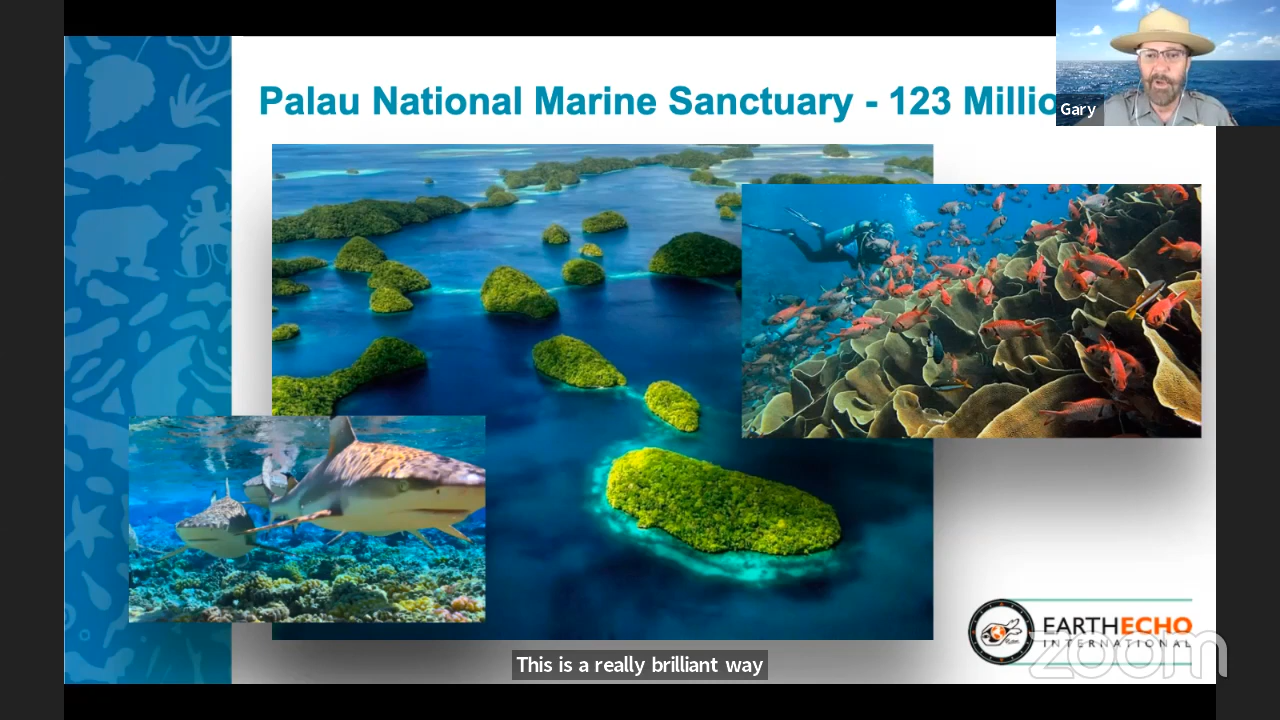 Palau National Marine Sanctuary - 123 Millio
Gary
EARTHECHO
INTERNATIONAL
zoom
This is a really brilliant way